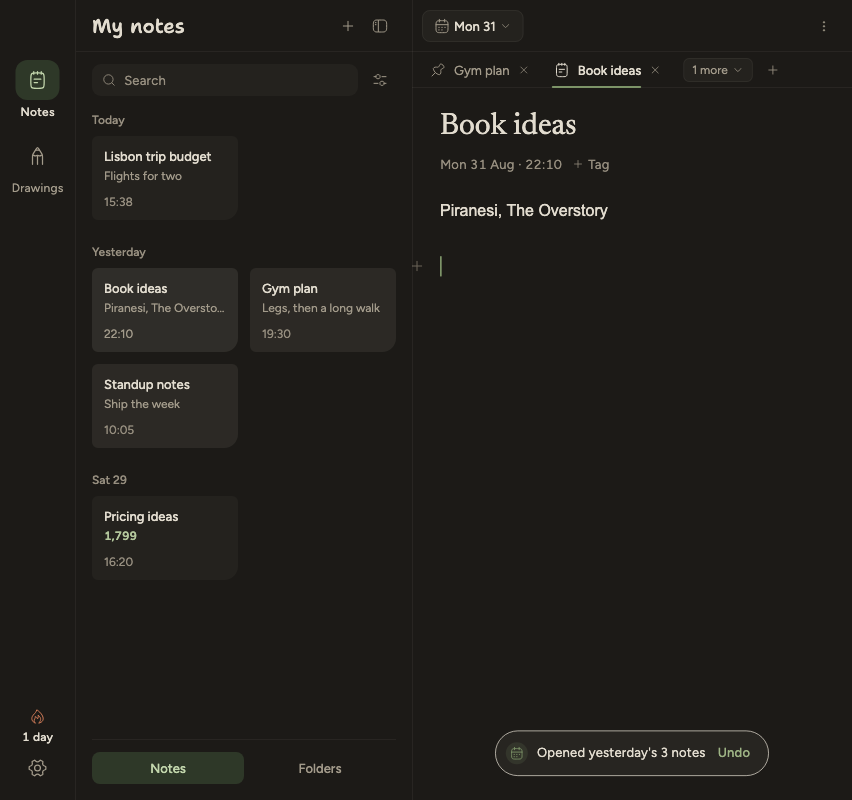 My notes
Mon 31
Notes
Drawings
Search
Gym plan
Book ideas
1 more
Today
Lisbon trip budget
Flights for two
15:38
Yesterday
Book ideas
Piranesi, The Oversto...
22:10
Gym plan
Legs, then a long walk
19:30
Standup notes
Ship the week
10:05
Sat 29
Pricing ideas
1,799
16:20
Book ideas
Mon 31 Aug · 22:10 + Tag
Piranesi, The Overstory
1 day
Notes
Folders
Opened yesterday's 3 notes Undo